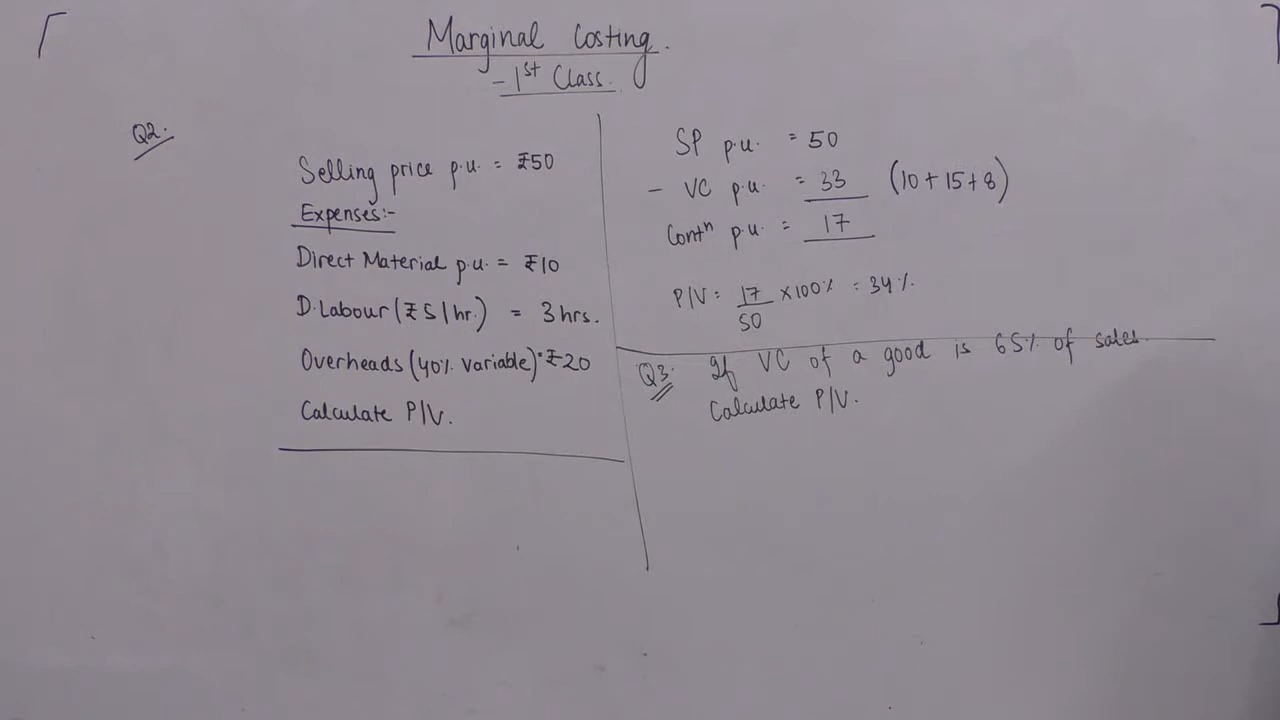 Marginal Costing.
- 1st Class.
Q2.
Selling price p.u. = ₹50
Expenses:-
Direct Material p.u. = ₹10
D.Labour (₹5/hr.) = 3hrs.
Overheads (40% variable) = ₹20
Calculate P/V.
SP p.u. = 50
- VC p.u. = 33 (10+15+8)
Contn p.u. = 17
P/V = 17/50 ×100% = 34%.
Q3. If VC of a good is 65% of sales.
Calculate P/V.